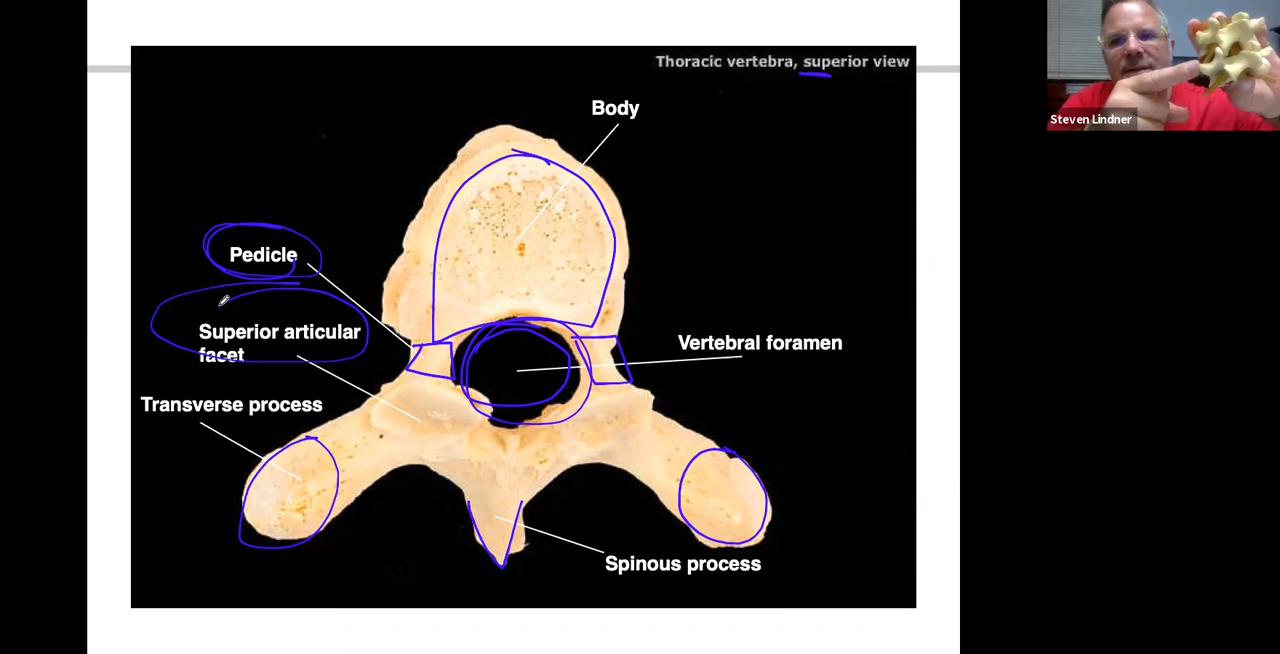 Thoracic vertebra, superior view
Body
Pedicle
Superior articular
facet
Vertebral foramen
Transverse process
Spinous process
Steven Lindner